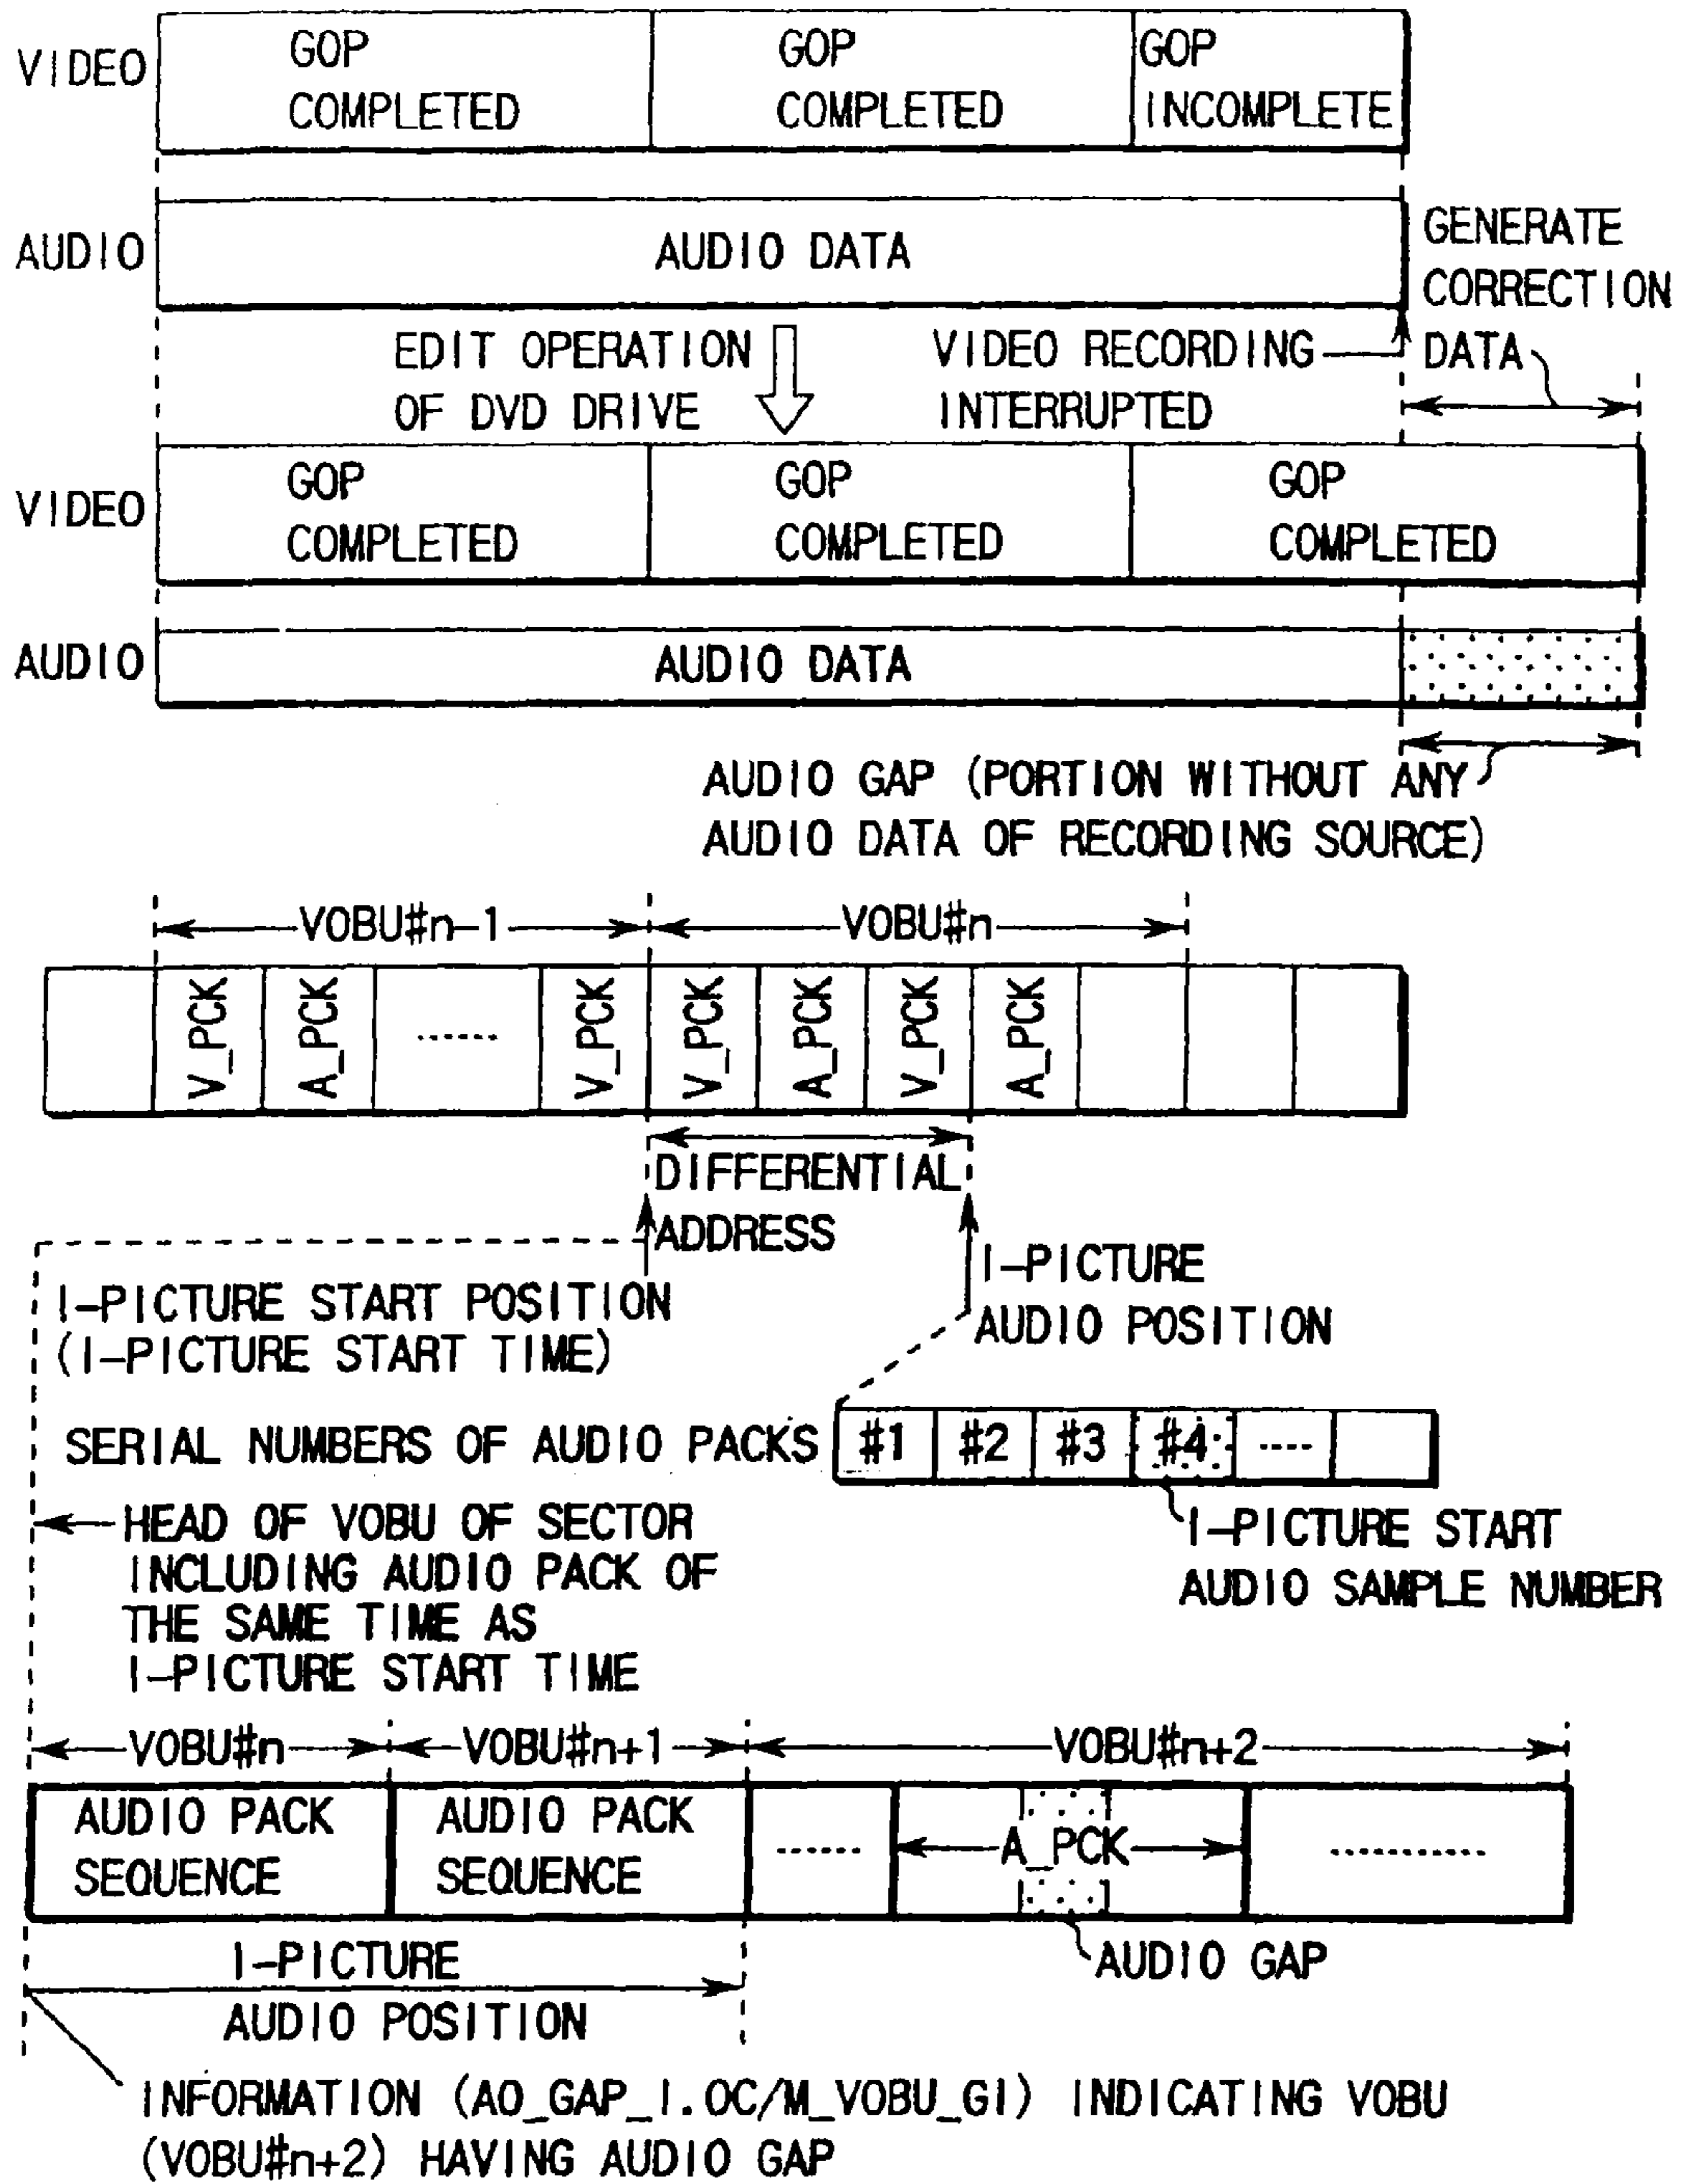 VIDEO
GOP
COMPLETED
GOP
COMPLETED
GOP
INCOMPLETE
AUDIO
AUDIO DATA
GENERATE
CORRECTION
DATA
EDIT OPERATION
OF DVD DRIVE
VIDEO RECORDING
INTERRUPTED
VIDEO
GOP
COMPLETED
GOP
COMPLETED
GOP
COMPLETED
AUDIO
AUDIO DATA
AUDIO GAP (PORTION WITHOUT ANY
AUDIO DATA OF RECORDING SOURCE)
VOBU#n-1
VOBU#n
V_PCK
A_PCK
......
V_PCK
V_PCK
A_PCK
V_PCK
A_PCK
DIFFERENTIAL
ADDRESS
I-PICTURE START POSITION
(I-PICTURE START TIME)
I-PICTURE
AUDIO POSITION
SERIAL NUMBERS OF AUDIO PACKS
#1
#2
#3
#4
....
I-PICTURE START
AUDIO SAMPLE NUMBER
HEAD OF VOBU OF SECTOR
INCLUDING AUDIO PACK OF
THE SAME TIME AS
I-PICTURE START TIME
VOBU#n
VOBU#n+1
VOBU#n+2
AUDIO PACK
SEQUENCE
AUDIO PACK
SEQUENCE
......
A_PCK
...........
AUDIO GAP
I-PICTURE
AUDIO POSITION
INFORMATION (AO_GAP_I.OC/M_VOBU_GI) INDICATING VOBU
(VOBU#n+2) HAVING AUDIO GAP